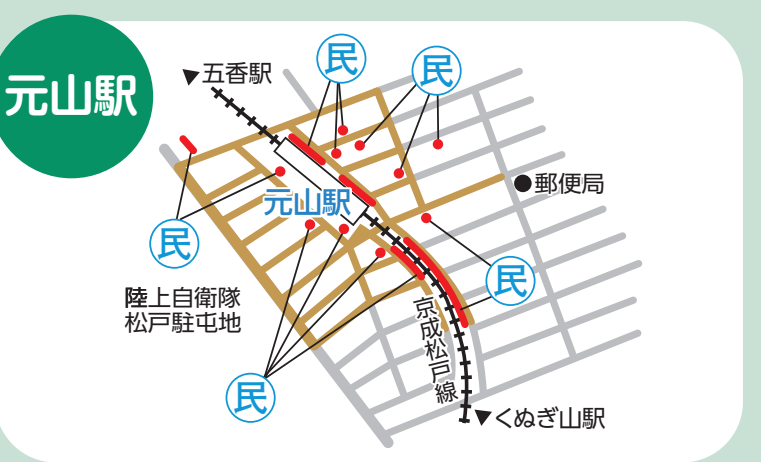 元山駅
五香駅
民
民
郵便局
元山駅
民
民
陸上自衛隊
松戸駐屯地
京成松戸線
民
くぬぎ山駅